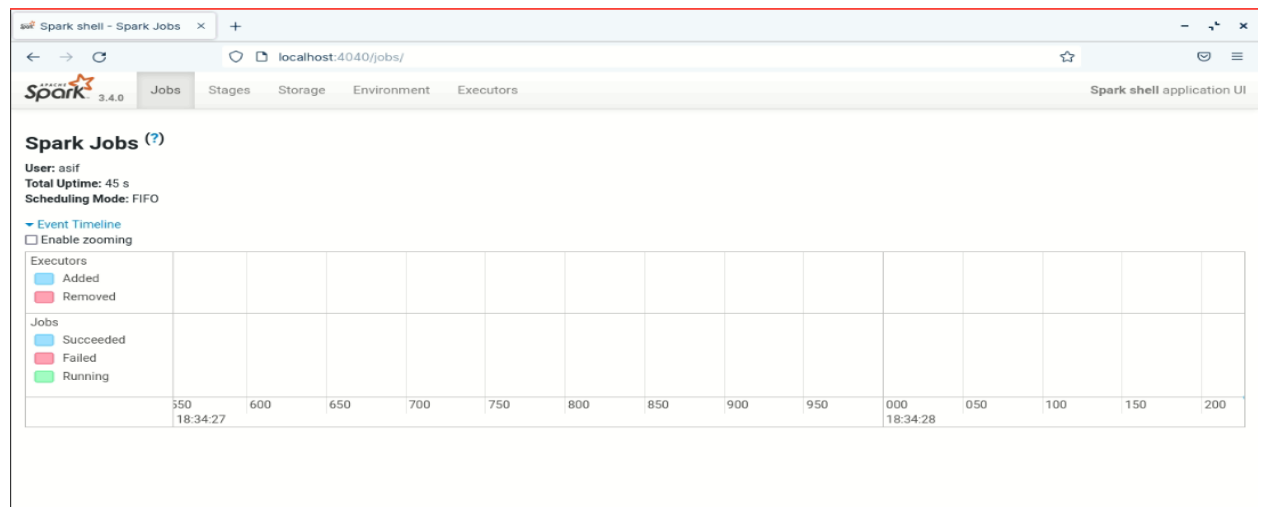 Spark shell - Spark Jobs
localhost:4040/jobs/
APACHE Spark 3.4.0 Jobs Stages Storage Environment Executors Spark shell application UI
Spark Jobs (?)
User: asif
Total Uptime: 45 s
Scheduling Mode: FIFO
Event Timeline
Enable zooming
Executors
Added
Removed
Jobs
Succeeded
Failed
Running
550 600 650 700 750 800 850 900 950 000 050 100 150 200
18:34:27 18:34:28